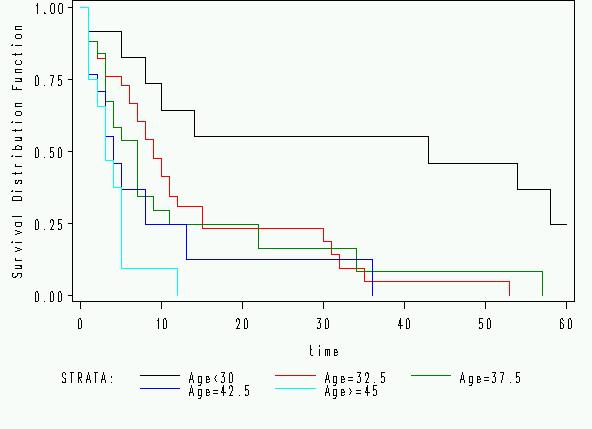 Survival Distribution Function
1.00
0.75
0.50
0.25
0.00
0 10 20 30 40 50 60
time
STRATA: Age<30 Age=32.5 Age=37.5
Age=42.5 Age>=45